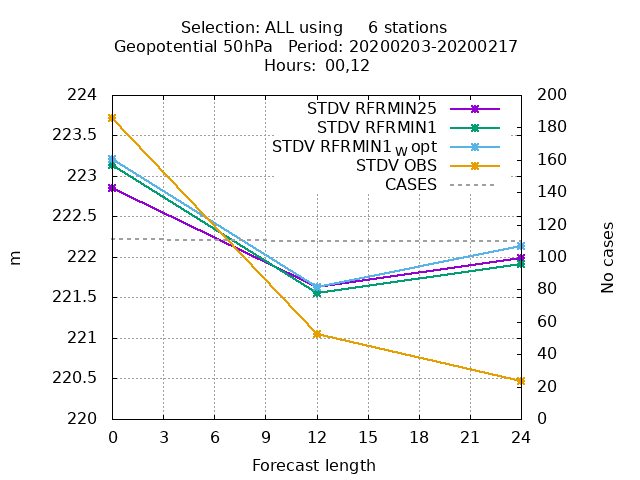 Selection: ALL using     6 stations
Geopotential 50hPa   Period: 20200203-20200217
Hours: 00,12
224
223.5
223
222.5
222
221.5
221
220.5
220
200
180
160
140
120
100
80
60
40
20
0
STDV RFRMIN25
STDV RFRMIN1
STDV RFRMIN1_W opt
STDV OBS
CASES
m
No cases
0 3 6 9 12 15 18 21 24
Forecast length